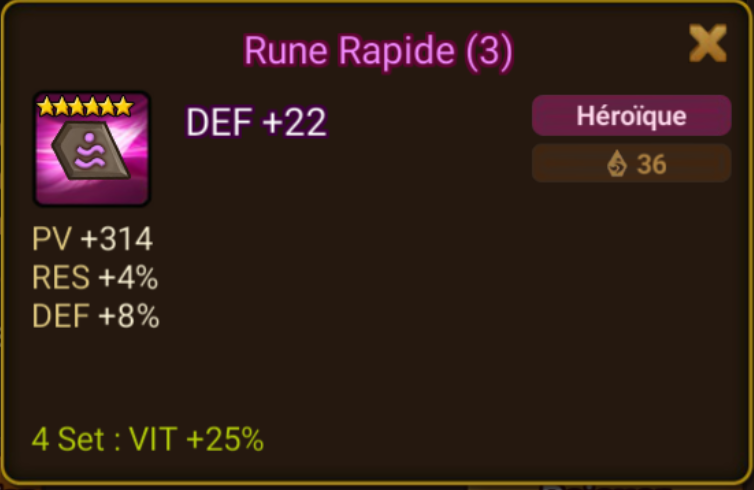 Rune Rapide (3)
DEF +22
Héroïque
36
PV +314
RES +4%
DEF +8%
4 Set : VIT +25%